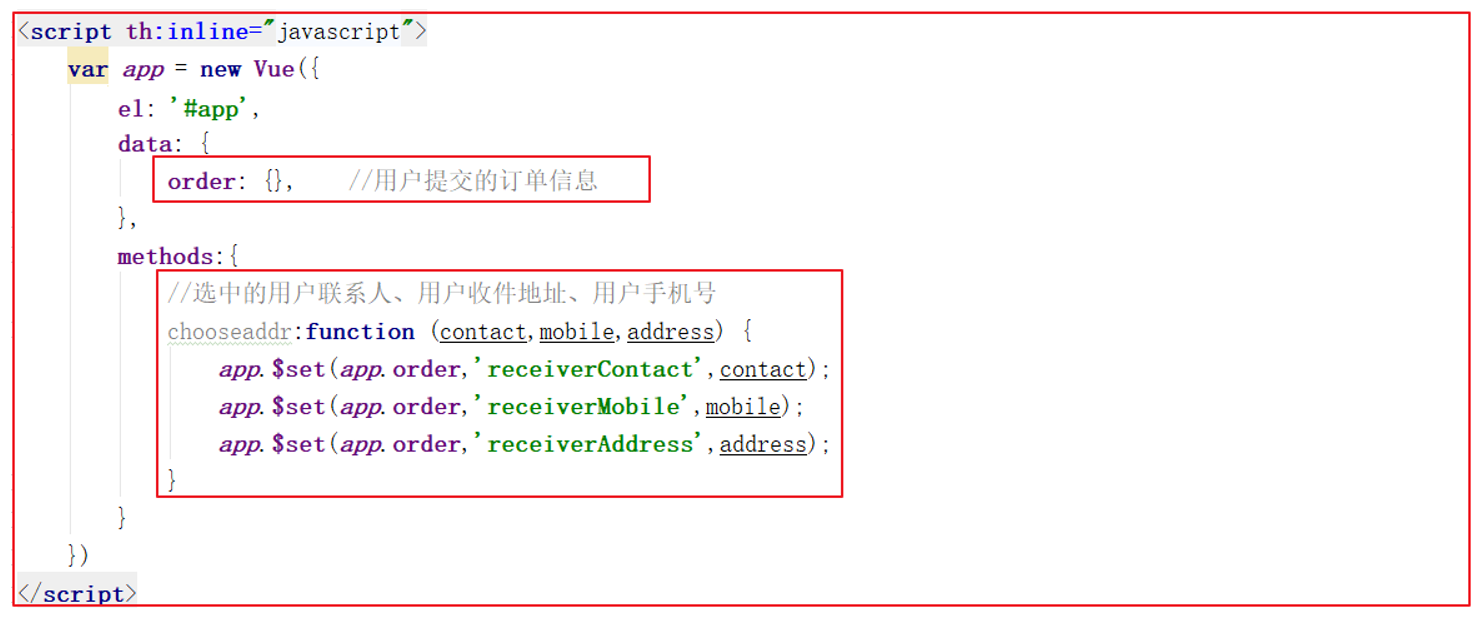 <script th:inline="javascript">
var app = new Vue({
el: '#app',
data: {
order: {},    //用户提交的订单信息
},
methods:{
//选中的用户联系人、用户收件地址、用户手机号
chooseaddr:function (contact,mobile,address) {
app.$set(app.order,'receiverContact',contact);
app.$set(app.order,'receiverMobile',mobile);
app.$set(app.order,'receiverAddress',address);
}
}
})
</script>